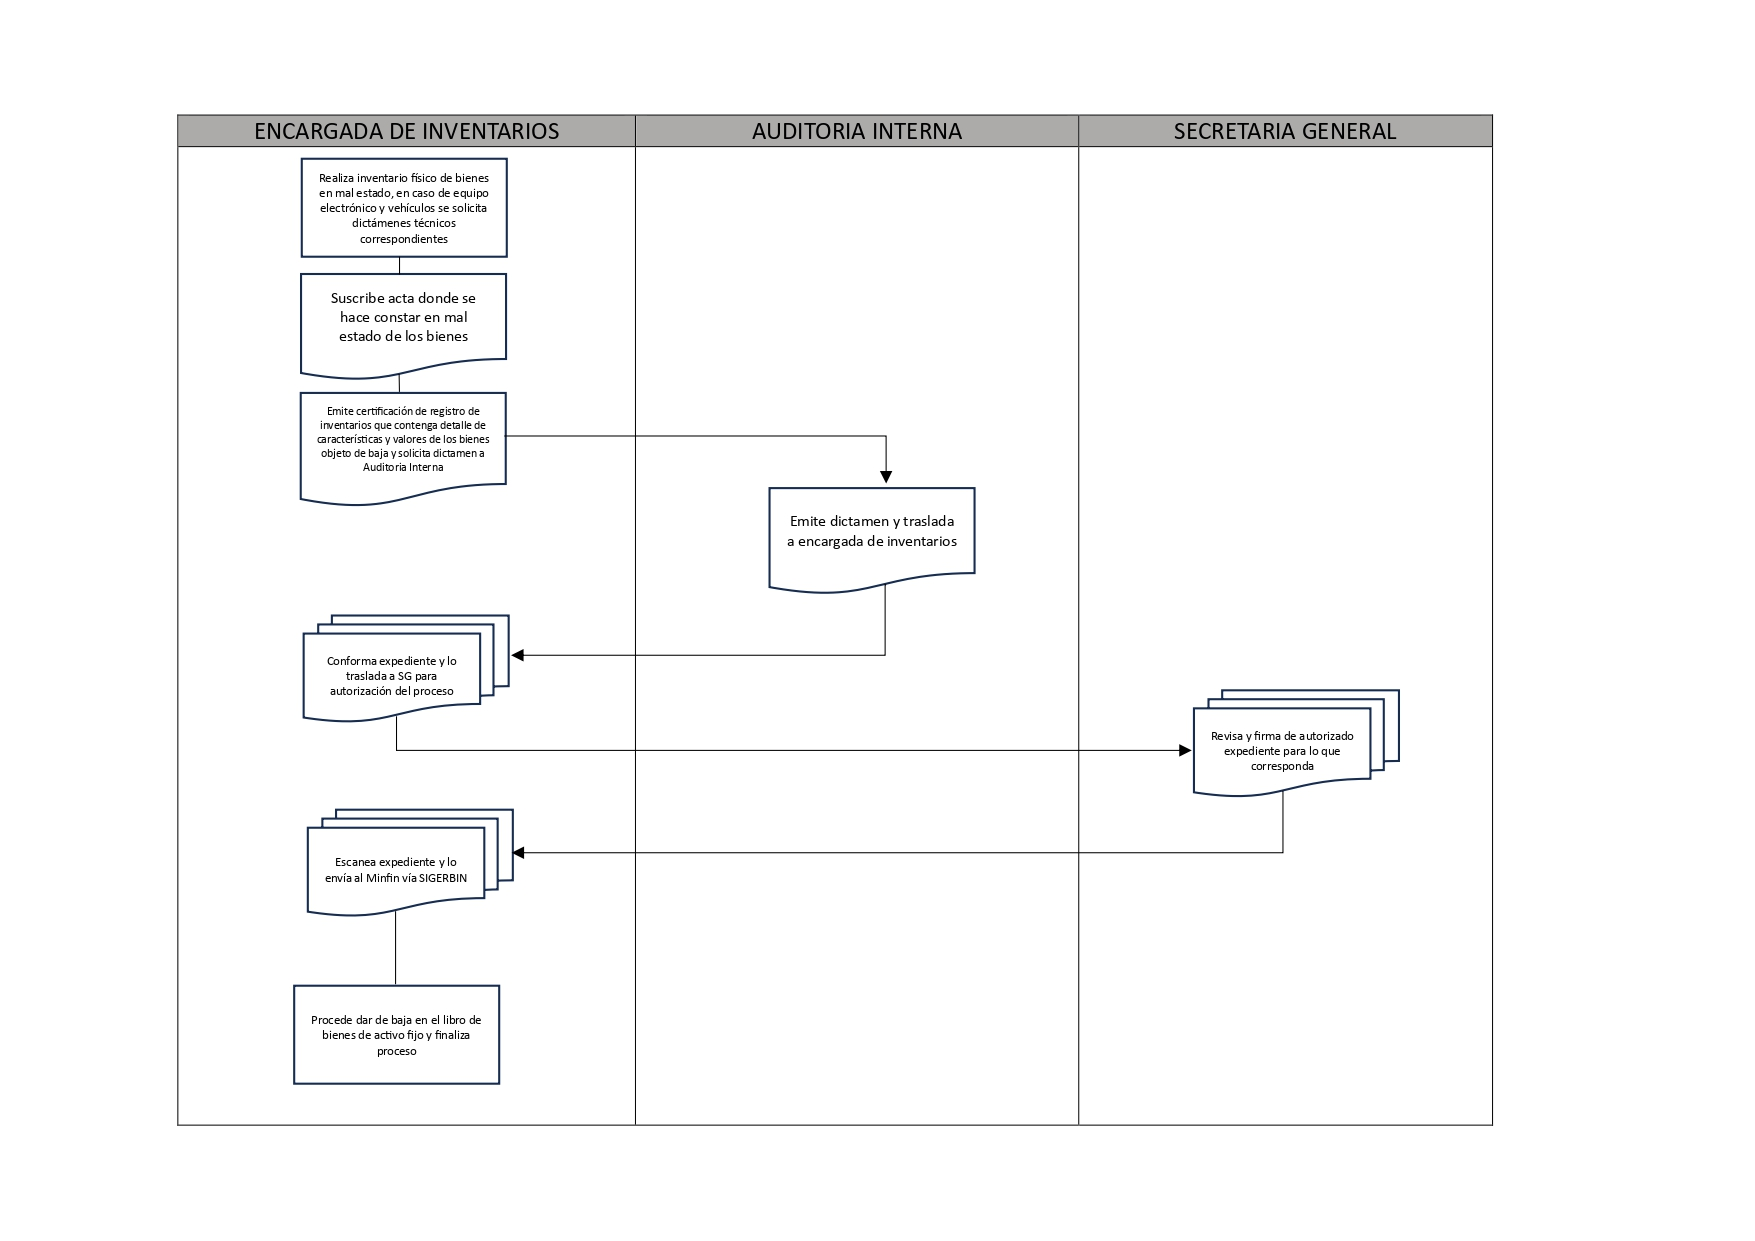 ENCARGADA DE INVENTARIOS
AUDITORIA INTERNA
SECRETARIA GENERAL
Realiza inventario físico de bienes
en mal estado, en caso de equipo
electrónico y vehículos se solicita
dictámenes técnicos
correspondientes
Suscribe acta donde se
hace constar en mal
estado de los bienes
Emite certificación de registro de
inventarios que contenga detalle de
características y valores de los bienes
objeto de baja y solicita dictamen a
Auditoria Interna
Emite dictamen y traslada
a encargada de inventarios
Conforma expediente y lo
traslada a SG para
autorización del proceso
Revisa y firma de autorizado
expediente para lo que
corresponda
Escanea expediente y lo
envía al Minfin vía SIGERBIN
Procede dar de baja en el libro de
bienes de activo fijo y finaliza
proceso